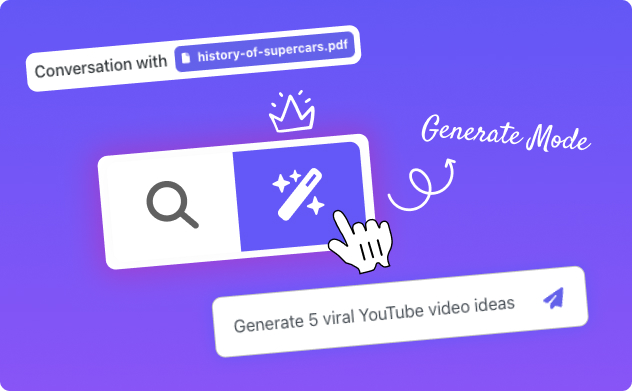 Conversation with history-of-supercars.pdf
Generate Mode
Generate 5 viral YouTube video ideas